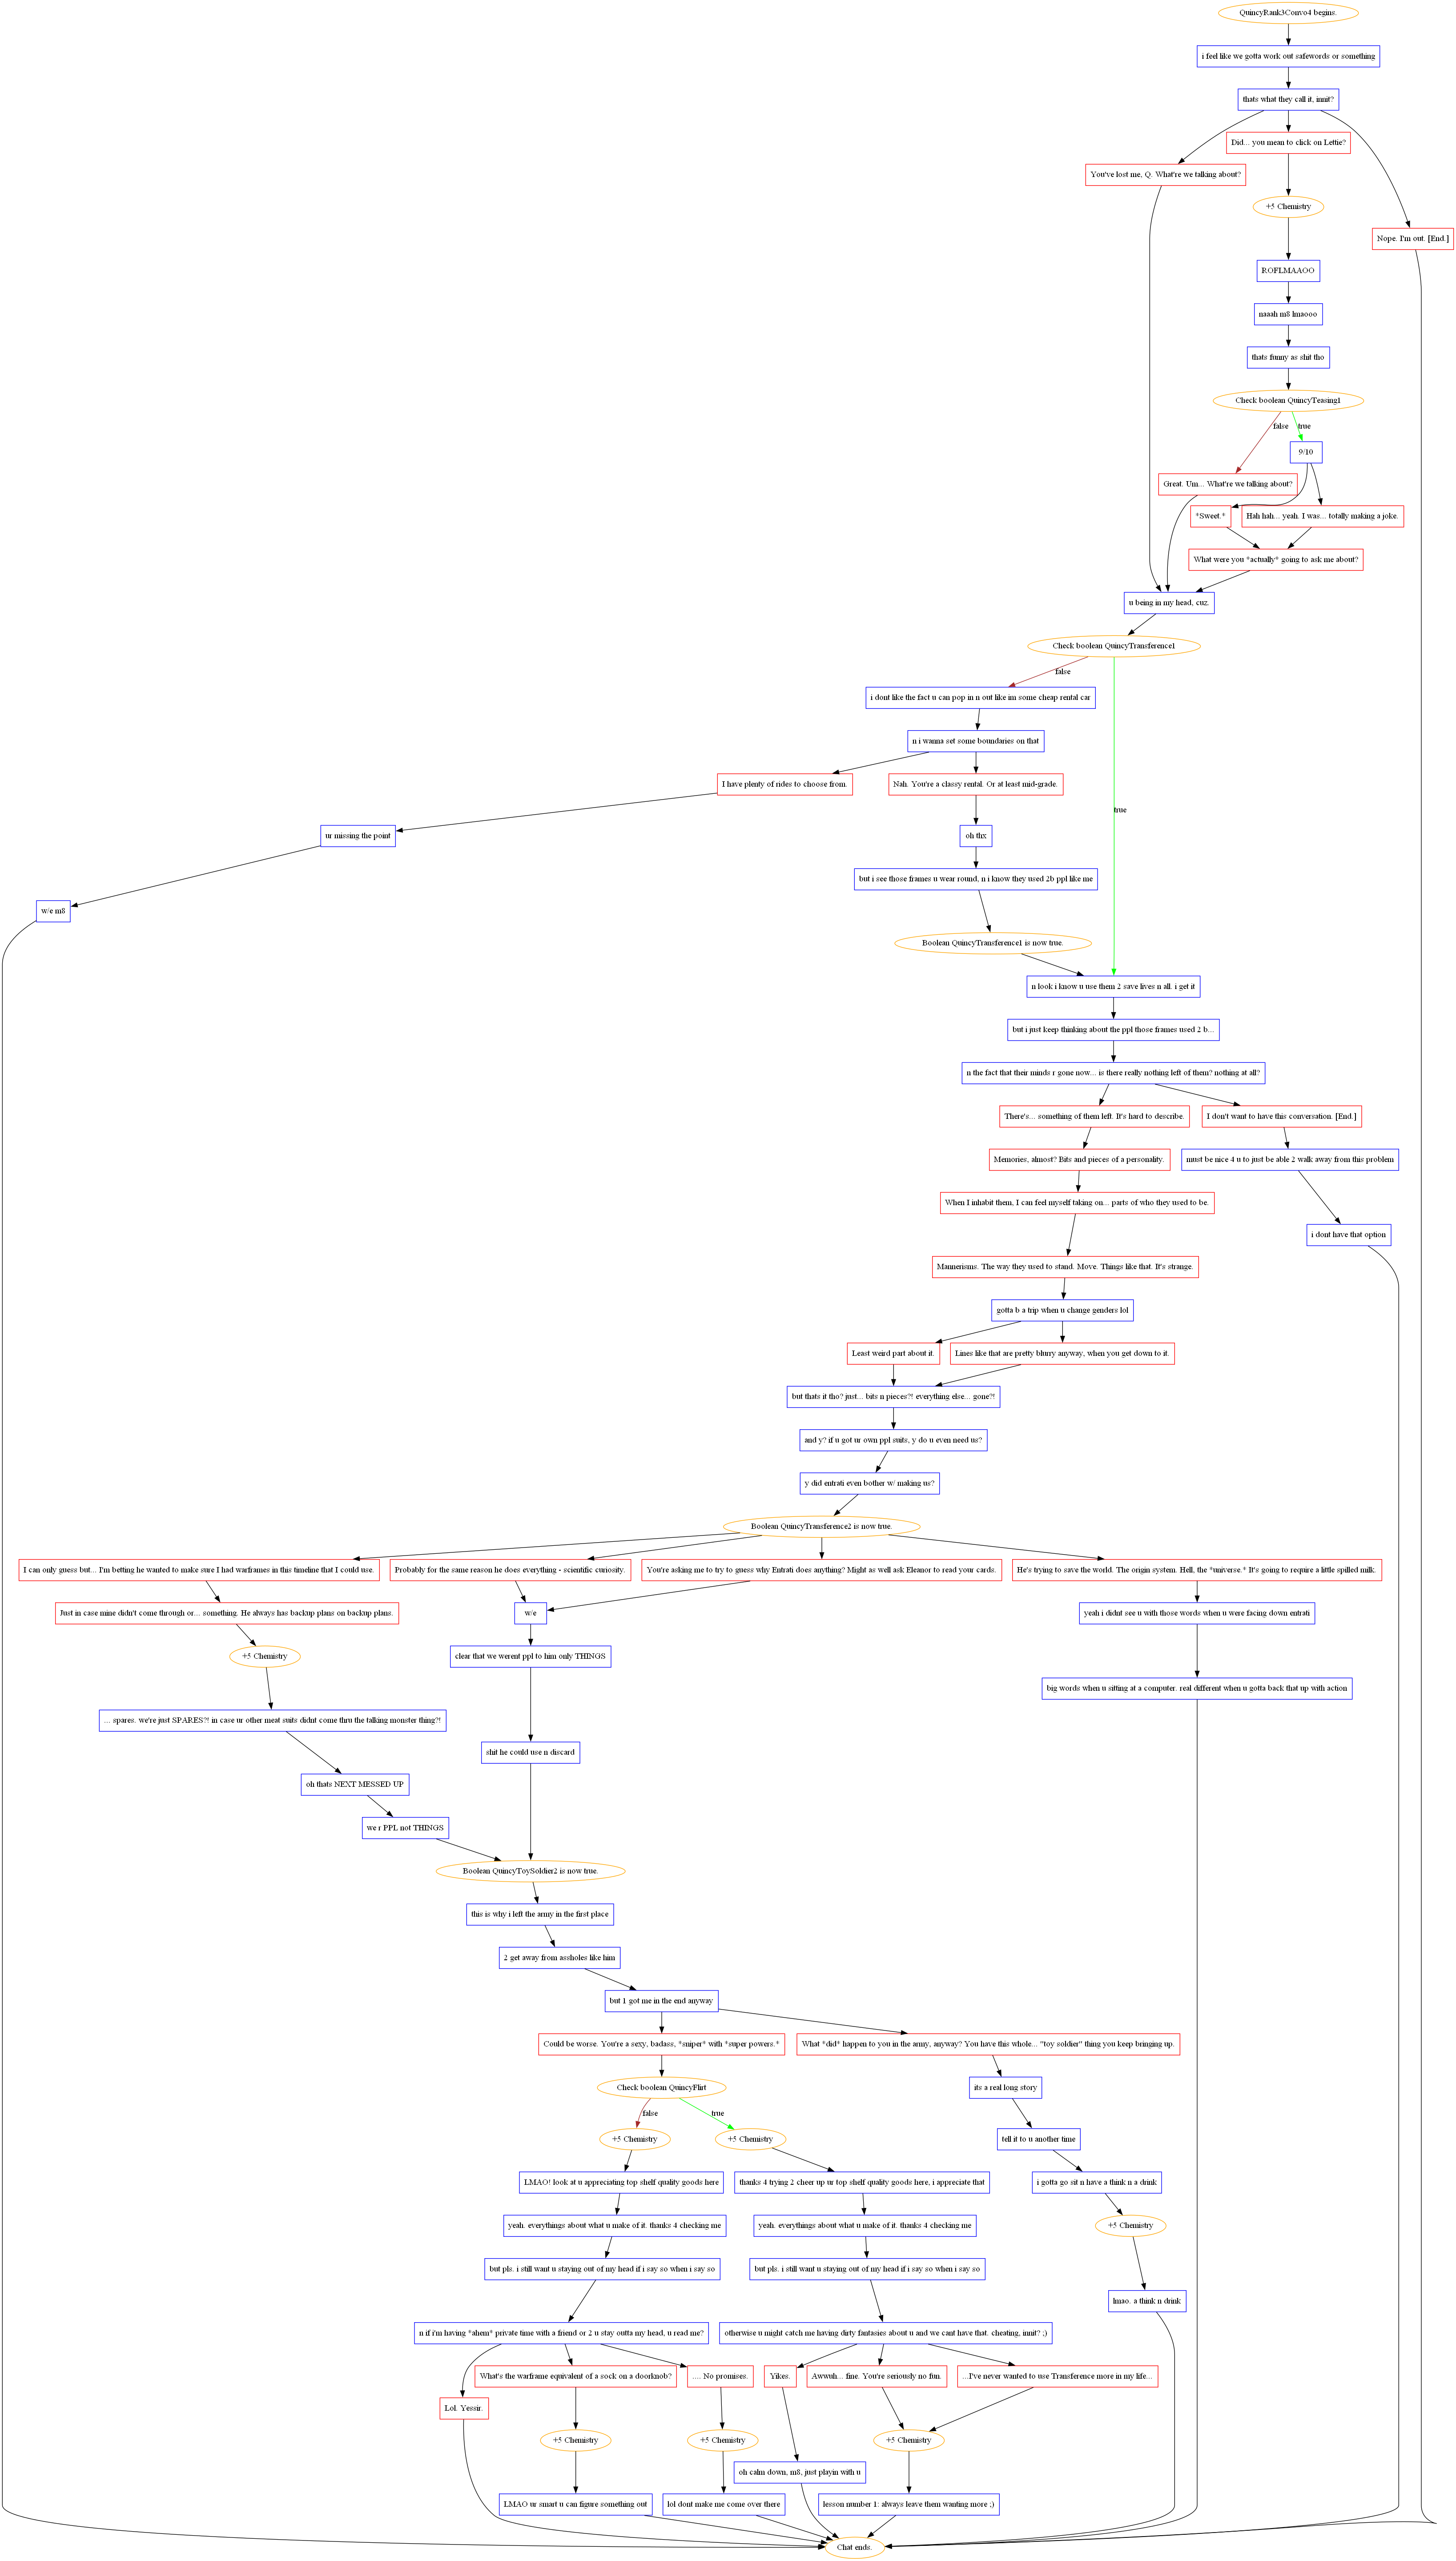 QuincyRank3Convo4 begins.
i feel like we gotta work out safewords or something
thats what they call it, innit?
Did... you mean to click on Lettie?
You've lost me, Q. What're we talking about?
+5 Chemistry
Nope. I'm out. [End.]
ROFLMAAOO
naaah m8 lmaooo
thats funny as shit tho
Check boolean QuincyTeasing1
false
true
9/10
Great. Um... What're we talking about?
*Sweet.*
Hah hah... yeah. I was... totally making a joke.
What were you *actually* going to ask me about?
u being in my head, cuz.
Check boolean QuincyTransference1
false
i dont like the fact u can pop in n out like im some cheap rental car
n i wanna set some boundaries on that
I have plenty of rides to choose from.
Nah. You're a classy rental. Or at least mid-grade.
true
ur missing the point
oh thx
but i see those frames u wear round, n i know they used 2b ppl like me
w/e m8
Boolean QuincyTransference1 is now true.
n look i know u use them 2 save lives n all. i get it
but i just keep thinking about the ppl those frames used 2 b...
n the fact that their minds r gone now... is there really nothing left of them? nothing at all?
There's... something of them left. It's hard to describe.
I don't want to have this conversation. [End.]
Memories, almost? Bits and pieces of a personality.
must be nice 4 u to just be able 2 walk away from this problem
When I inhabit them, I can feel myself taking on... parts of who they used to be.
i dont have that option
Mannerisms. The way they used to stand. Move. Things like that. It's strange.
gotta b a trip when u change genders lol
Least weird part about it.
Lines like that are pretty blurry anyway, when you get down to it.
but thats it tho? just... bits n pieces?! everything else... gone?!
and y? if u got ur own ppl suits, y do u even need us?
y did entrati even bother w/ making us?
Boolean QuincyTransference2 is now true.
I can only guess but... I'm betting he wanted to make sure I had warframes in this timeline that I could use.
Probably for the same reason he does everything - scientific curiosity.
You're asking me to try to guess why Entrati does anything? Might as well ask Eleanor to read your cards.
He's trying to save the world. The origin system. Hell, the *universe.* It's going to require a little spilled milk.
Just in case mine didn't come through or... something. He always has backup plans on backup plans.
w/e
yeah i didnt see u with those words when u were facing down entrati
+5 Chemistry
clear that we werent ppl to him only THINGS
big words when u sitting at a computer. real different when u gotta back that up with action
... spares. we're just SPARES?! in case ur other meat suits didnt come thru the talking monster thing?!
shit he could use n discard
oh thats NEXT MESSED UP
we r PPL not THINGS
Boolean QuincyToySoldier2 is now true.
this is why i left the army in the first place
2 get away from assholes like him
but 1 got me in the end anyway
Could be worse. You're a sexy, badass, *sniper* with *super powers.*
What *did* happen to you in the army, anyway? You have this whole... "toy soldier" thing you keep bringing up.
Check boolean QuincyFlirt
its a real long story
false
true
+5 Chemistry
+5 Chemistry
tell it to u another time
LMAO! look at u appreciating top shelf quality goods here
thanks 4 trying 2 cheer up ur top shelf quality goods here, i appreciate that
i gotta go sit n have a think n a drink
yeah. everythings about what u make of it. thanks 4 checking me
yeah. everythings about what u make of it. thanks 4 checking me
+5 Chemistry
but pls. i still want u staying out of my head if i say so when i say so
but pls. i still want u staying out of my head if i say so when i say so
lmao. a think n drink
n if i'm having *ahem* private time with a friend or 2 u stay outta my head, u read me?
otherwise u might catch me having dirty fantasies about u and we cant have that. cheating, innit? ;)
What's the warframe equivalent of a sock on a doorknob?
.... No promises.
Yikes.
Awwuh... fine. You're seriously no fun.
...I've never wanted to use Transference more in my life...
Lol. Yessir.
+5 Chemistry
+5 Chemistry
+5 Chemistry
oh calm down, m8, just playin with u
LMAO ur smart u can figure something out
lol dont make me come over there
lesson number 1: always leave them wanting more ;)
Chat ends.